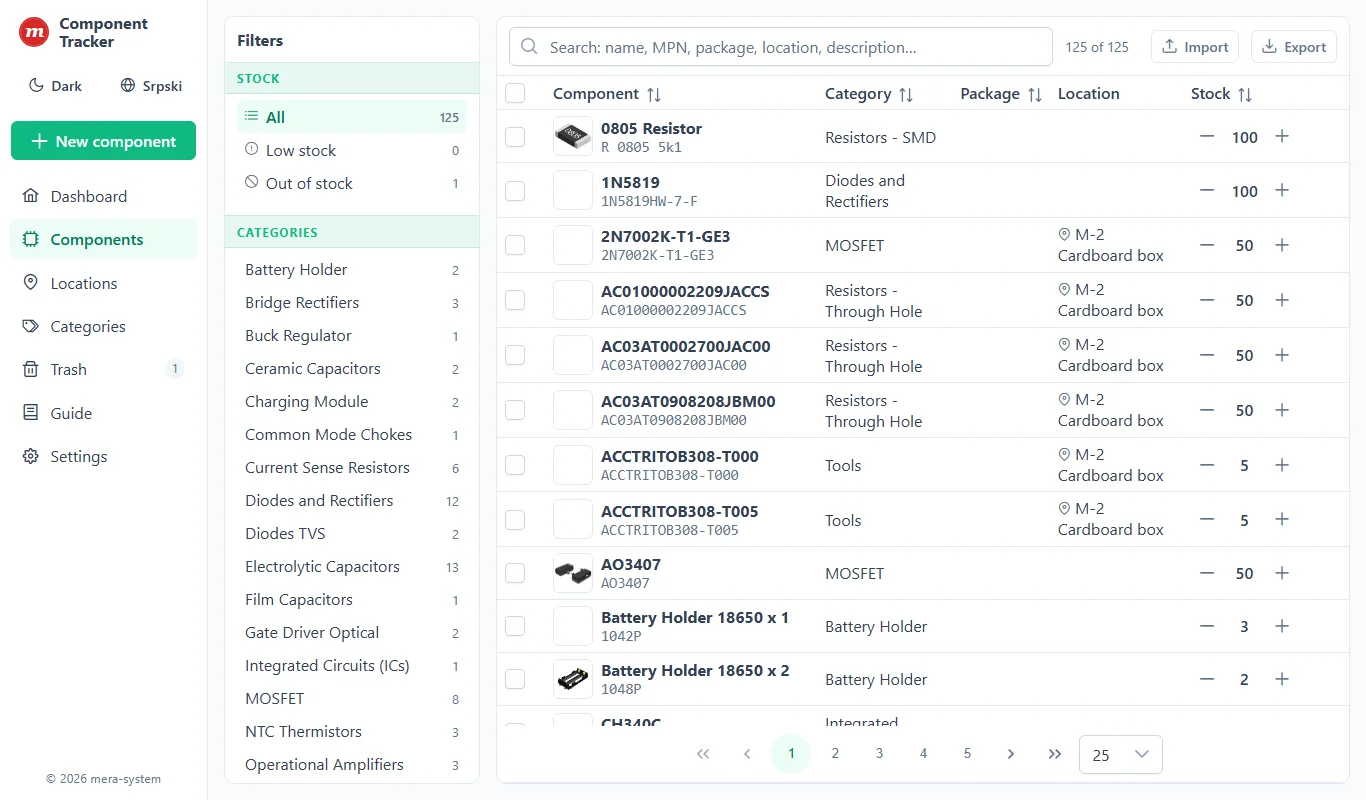 m
Component
Tracker
Dark
Srpski
New component
Dashboard
Components
Locations
Categories
Trash 1
Guide
Settings
© 2026 mera-system
Filters
STOCK
All 125
Low stock 0
Out of stock 1
CATEGORIES
Battery Holder 2
Bridge Rectifiers 3
Buck Regulator 1
Ceramic Capacitors 2
Charging Module 2
Common Mode Chokes 1
Current Sense Resistors 6
Diodes and Rectifiers 12
Diodes TVS 2
Electrolytic Capacitors 13
Film Capacitors 1
Gate Driver Optical 2
Integrated Circuits (ICs) 1
MOSFET 8
NTC Thermistors 3
Operational Amplifiers 3
Search: name, MPN, package, location, description...
125 of 125
Import
Export
Component Category Package Location Stock
0805 Resistor
R 0805 5k1
Resistors - SMD
100
1N5819
1N5819HW-7-F
Diodes and
Rectifiers
100
2N7002K-T1-GE3
2N7002K-T1-GE3
MOSFET
M-2
Cardboard box
50
AC01000002209JACCS
AC01000002209JACCS
Resistors -
Through Hole
M-2
Cardboard box
50
AC03AT0002700JAC00
AC03AT0002700JAC00
Resistors -
Through Hole
M-2
Cardboard box
50
AC03AT0908208JBM00
AC03AT0908208JBM00
Resistors -
Through Hole
M-2
Cardboard box
50
ACCTRITOB308-T000
ACCTRITOB308-T000
Tools
M-2
Cardboard box
5
ACCTRITOB308-T005
ACCTRITOB308-T005
Tools
M-2
Cardboard box
5
AO3407
AO3407
MOSFET
50
Battery Holder 18650 x 1
1042P
Battery Holder
3
Battery Holder 18650 x 2
1048P
Battery Holder
2
CH340C
Integrated
1 2 3 4 5
25